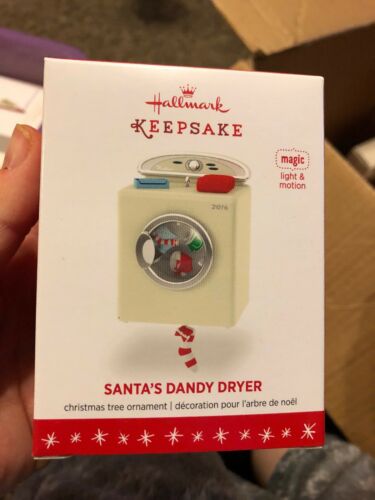 Hallmark
KEEPSAKE
magic
light &
motion
2016
SANTA'S DANDY DRYER
christmas tree ornament | décoration pour l'arbre de noël